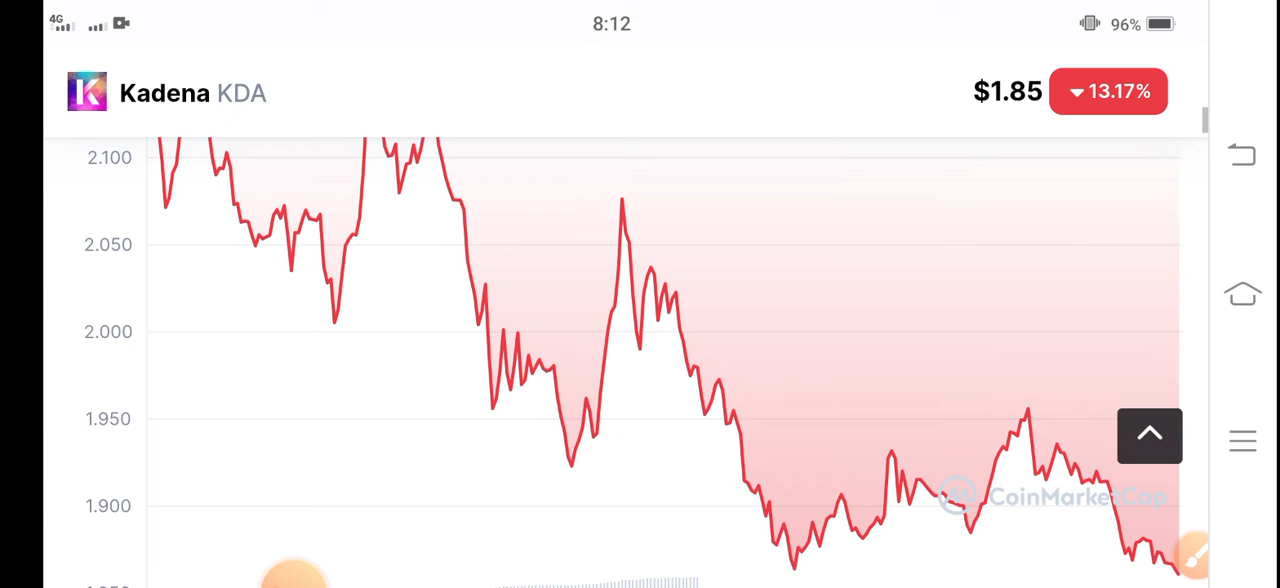 4G
8:12
96%
K Kadena KDA
$1.85 13.17%
2.100
2.050
2.000
1.950
1.900
CoinMarketCap